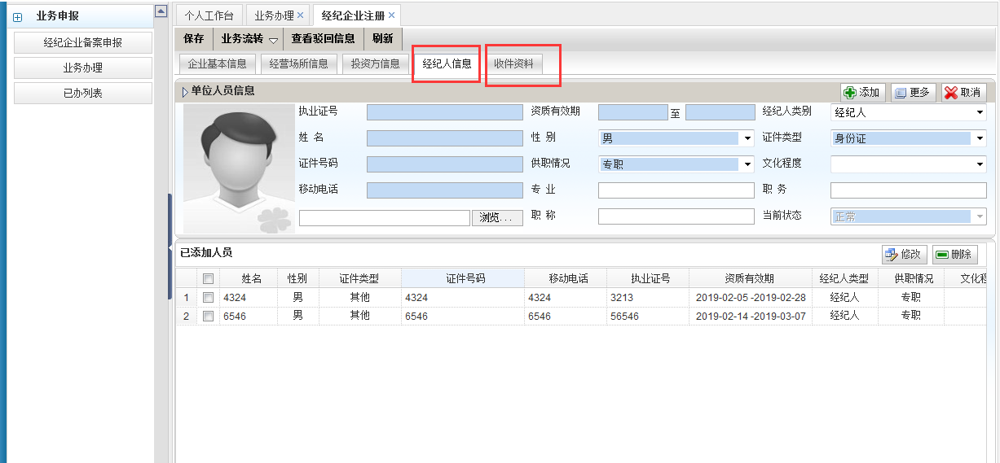 业务申报
经纪企业备案申报
业务办理
已办列表
个人工作台 业务办理 经纪企业注册
保存 业务流转 查看驳回信息 刷新
企业基本信息 经营场所信息 投资方信息 经纪人信息 收件资料
单位人员信息 添加 更多 取消
执业证号 资质有效期 至 经纪人类别 经纪人
姓 名 性 别 男 证件类型 身份证
证件号码 供职情况 专职 文化程度
移动电话 专 业 职 务
浏览... 职 称 当前状态 正常
已添加人员 修改 删除
姓名 性别 证件类型 证件号码 移动电话 执业证号 资质有效期 经纪人类型 供职情况 文化
1 4324 男 其他 4324 4324 3213 2019-02-05 -2019-02-28 经纪人 专职
2 6546 男 其他 6546 6546 56546 2019-02-14 -2019-03-07 经纪人 专职